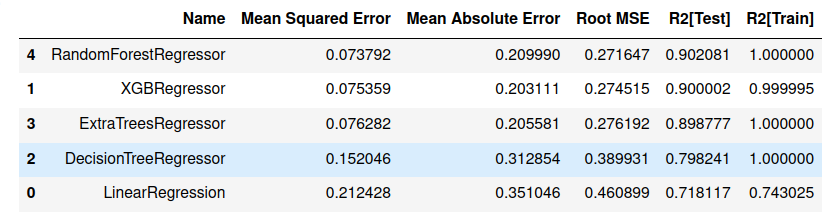 Name Mean Squared Error Mean Absolute Error Root MSE R2[Test] R2[Train]
4 RandomForestRegressor 0.073792 0.209990 0.271647 0.902081 1.000000
1 XGBRegressor 0.075359 0.203111 0.274515 0.900002 0.999995
3 ExtraTreesRegressor 0.076282 0.205581 0.276192 0.898777 1.000000
2 DecisionTreeRegressor 0.152046 0.312854 0.389931 0.798241 1.000000
0 LinearRegression 0.212428 0.351046 0.460899 0.718117 0.743025